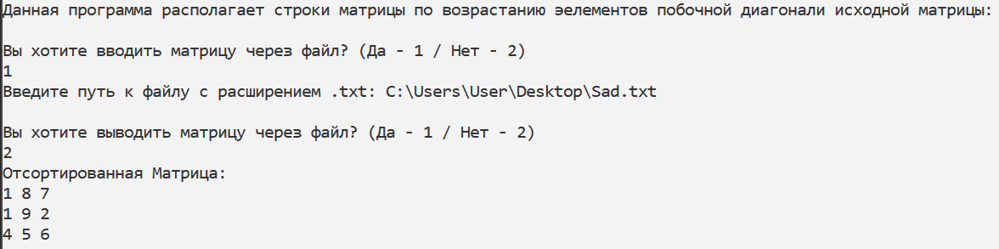 Данная программа располагает строки матрицы по возрастанию эелементов побочной диагонали исходной матрицы:
Вы хотите вводить матрицу через файл? (Да - 1 / Нет - 2)
1
Введите путь к файлу с расширением .txt: C:\Users\User\Desktop\Sad.txt
Вы хотите выводить матрицу через файл? (Да - 1 / Нет - 2)
2
Отсортированная Матрица:
1 8 7
1 9 2
4 5 6